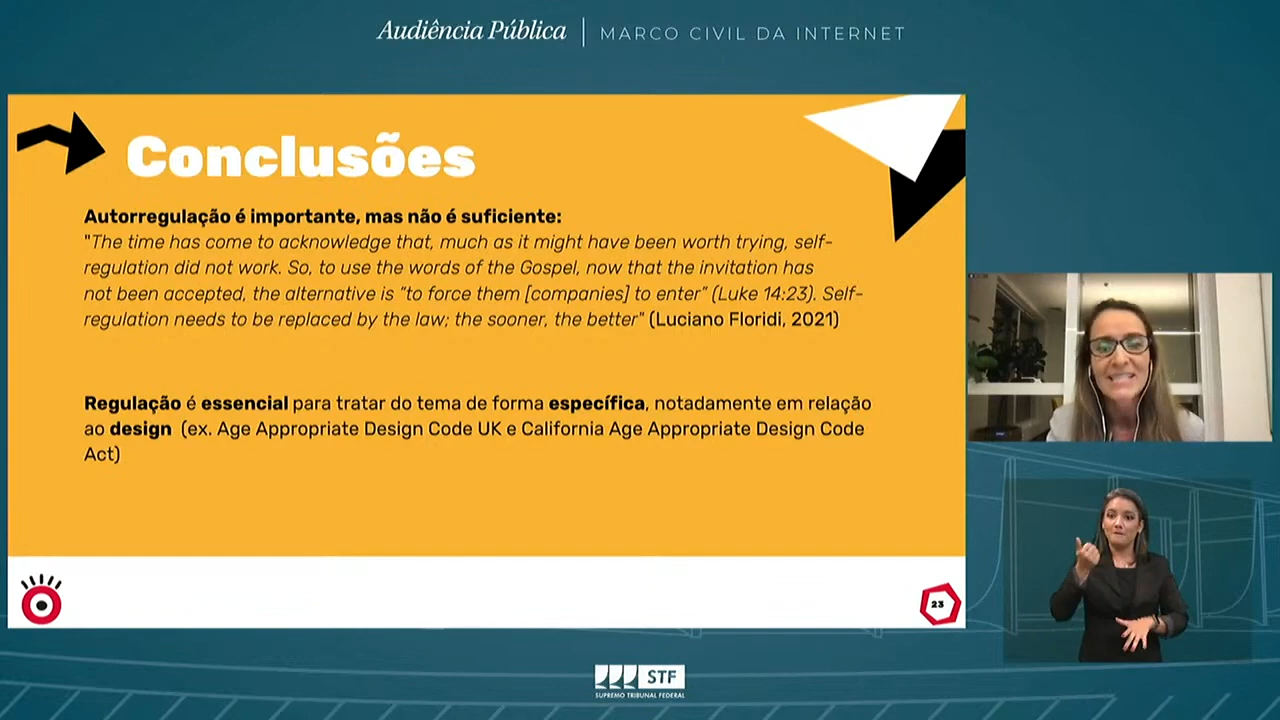 Audiência Pública | MARCO CIVIL DA INTERNET
Conclusões
Autorregulação é importante, mas não é suficiente:
"The time has come to acknowledge that, much as it might have been worth trying, self-
regulation did not work. So, to use the words of the Gospel, now that the invitation has
not been accepted, the alternative is “to force them [companies] to enter” (Luke 14:23). Self-
regulation needs to be replaced by the law; the sooner, the better" (Luciano Floridi, 2021)
Regulação é essencial para tratar do tema de forma específica, notadamente em relação
ao design (ex. Age Appropriate Design Code UK e California Age Appropriate Design Code
Act)
23
STF
SUPREMO TRIBUNAL FEDERAL